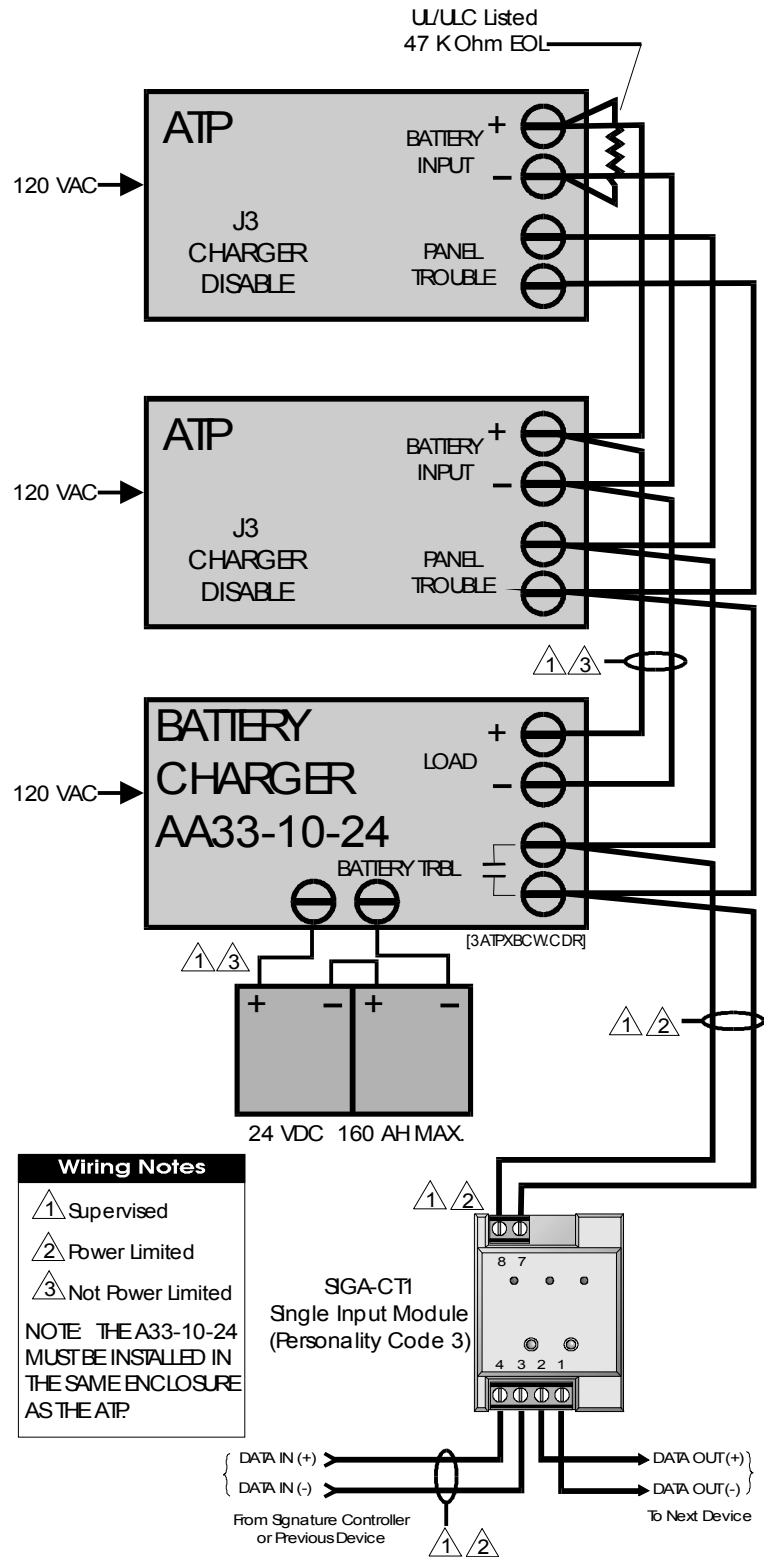 UL/ULC Listed
47 K Ohm EOL
ATP
BATTERY
INPUT
+
−
120 VAC
J3
CHARGER
DISABLE
PANEL
TROUBLE
ATP
BATTERY
INPUT
+
−
120 VAC
J3
CHARGER
DISABLE
PANEL
TROUBLE
1 3
BATTERY
CHARGER
AA33-10-24
+
LOAD
−
120 VAC
BATTERY TRBL
[3ATPXBCW.CDR]
1 3
+ − + −
1 2
24 VDC 160 AH MAX.
Wiring Notes
1 Supervised
2 Power Limited
3 Not Power Limited
NOTE: THE A33-10-24
MUST BE INSTALLED IN
THE SAME ENCLOSURE
AS THE ATP.
1 2
8 7
SIGA-CT1
Single Input Module
(Personality Code 3)
4 3 2 1
DATA IN (+)
DATA IN (-)
From Signature Controller
or Previous Device
1 2
DATA OUT (+)
DATA OUT (-)
To Next Device